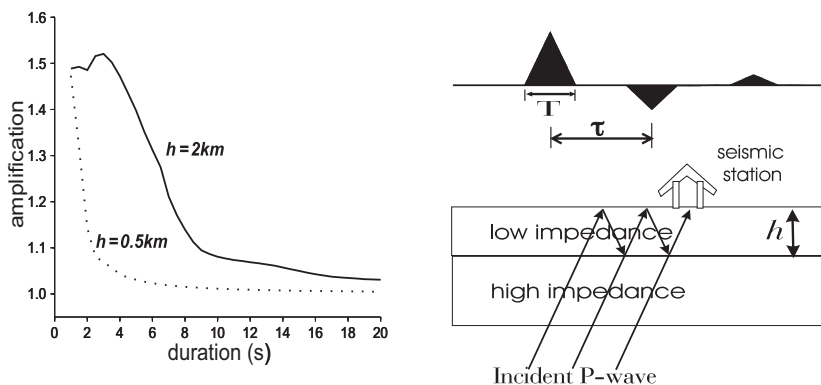 1.6
1.5
1.4
1.3
1.2
1.1
1.0
amplification
0 2 4 6 8 10 12 14 16 18 20
duration (s)
h = 2km
h = 0.5km
T
τ
seismic
station
low impedance
h
high impedance
Incident P-wave